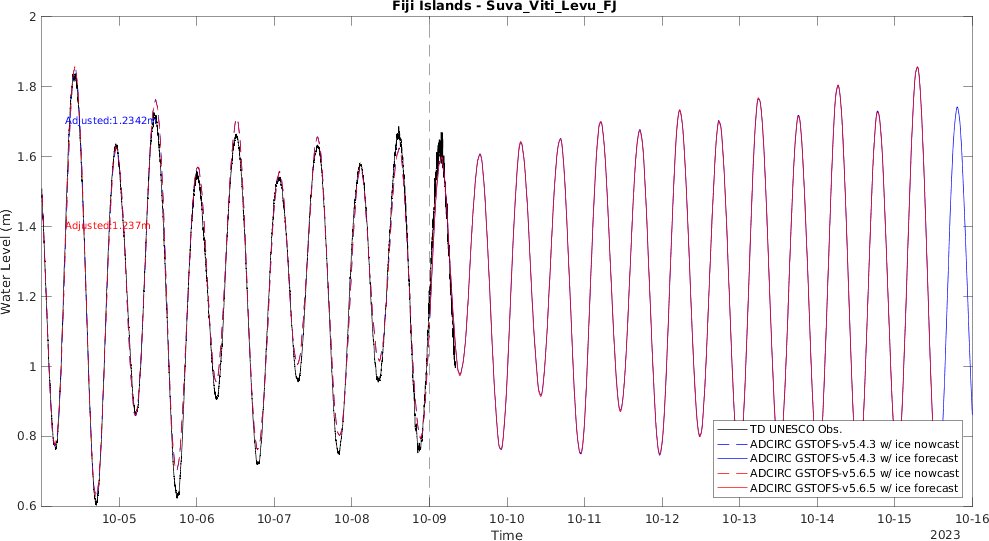 Fiji Islands - Suva_Viti_Levu_FJ
2
1.8
1.6
1.4
1.2
1
0.8
0.6
Water Level (m)
Adjusted:1.2342m
Adjusted:1.237m
TD UNESCO Obs.
ADCIRC GSTOFS-v5.4.3 w/ ice nowcast
ADCIRC GSTOFS-v5.4.3 w/ ice forecast
ADCIRC GSTOFS-v5.6.5 w/ ice nowcast
ADCIRC GSTOFS-v5.6.5 w/ ice forecast
10-05 10-06 10-07 10-08 10-09 10-10 10-11 10-12 10-13 10-14 10-15 10-16
Time
2023